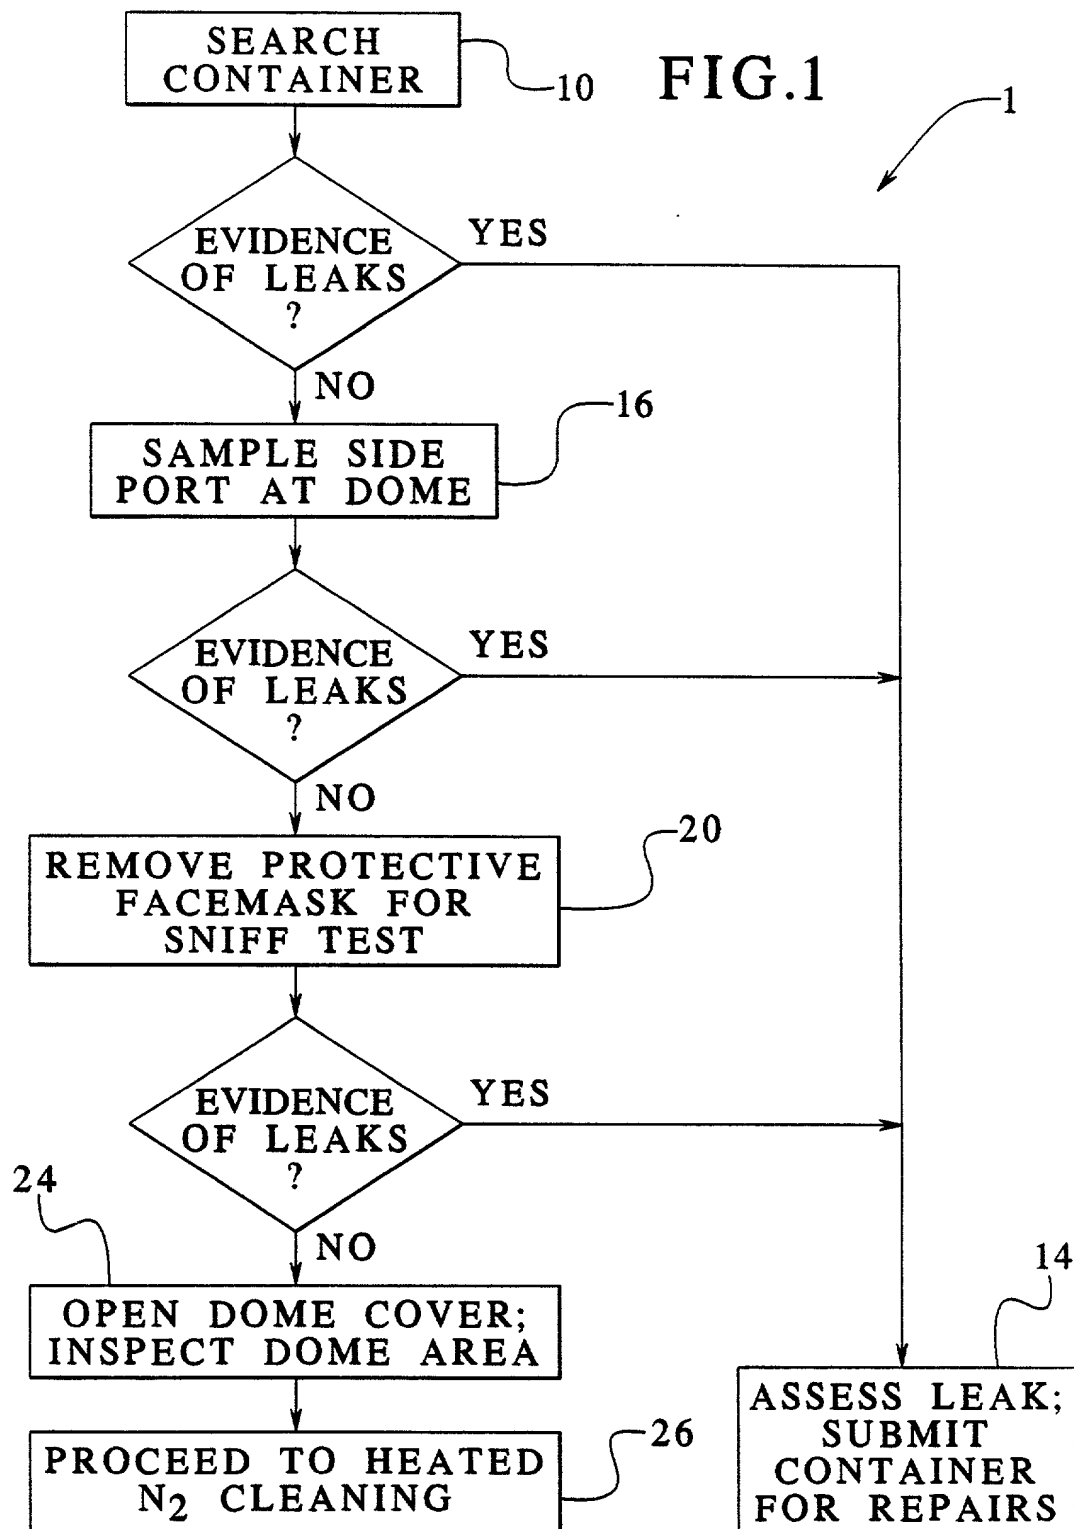 SEARCH
CONTAINER
10
FIG.1
1
EVIDENCE
OF LEAKS
?
YES
NO
16
SAMPLE SIDE
PORT AT DOME
EVIDENCE
OF LEAKS
?
YES
NO
20
REMOVE PROTECTIVE
FACEMASK FOR
SNIFF TEST
EVIDENCE
OF LEAKS
?
YES
NO
24
OPEN DOME COVER;
INSPECT DOME AREA
14
ASSESS LEAK;
SUBMIT
CONTAINER
FOR REPAIRS
26
PROCEED TO HEATED
N₂ CLEANING